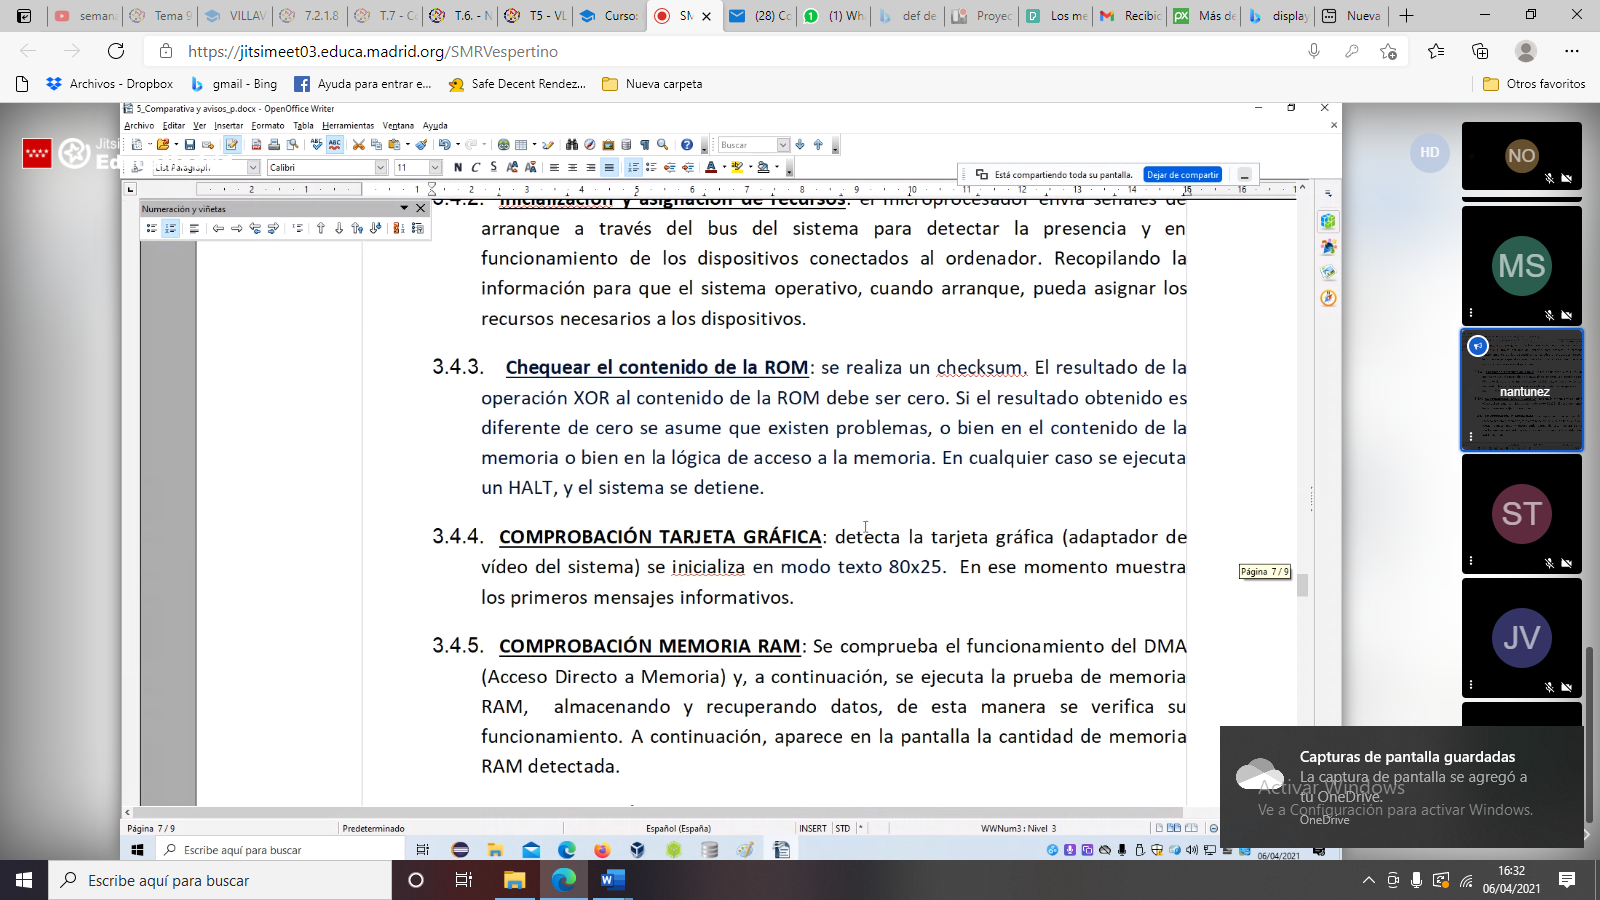 semana
Tema 9
VILLAV
7.2.1.8
T.7 - Co
T.6. - N
T5 - VL
Curso:
SM
(28) Co
(1) Wh
def de
Proyec
Los me
Recibid
Más de
display
Nueva
https://jitsimeet03.educa.madrid.org/SMRVespertino
Archivos - Dropbox
gmail - Bing
Ayuda para entrar e...
Safe Decent Rendez...
Nueva carpeta
Otros favoritos
5_Comparativa y avisos_p.docx - OpenOffice Writer
Archivo Editar Ver Insertar Formato Tabla Herramientas Ventana Ayuda
Buscar
List Paragraph
Calibri
11
Está compartiendo toda su pantalla.
Dejar de compartir
Numeración y viñetas
3.4.2. Inicialización y asignación de recursos: el microprocesador envía señales de
arranque a través del bus del sistema para detectar la presencia y en
funcionamiento de los dispositivos conectados al ordenador. Recopilando la
información para que el sistema operativo, cuando arranque, pueda asignar los
recursos necesarios a los dispositivos.
3.4.3. Chequear el contenido de la ROM: se realiza un checksum. El resultado de la
operación XOR al contenido de la ROM debe ser cero. Si el resultado obtenido es
diferente de cero se asume que existen problemas, o bien en el contenido de la
memoria o bien en la lógica de acceso a la memoria. En cualquier caso se ejecuta
un HALT, y el sistema se detiene.
3.4.4. COMPROBACIÓN TARJETA GRÁFICA: detecta la tarjeta gráfica (adaptador de
vídeo del sistema) se inicializa en modo texto 80x25. En ese momento muestra
los primeros mensajes informativos.
3.4.5. COMPROBACIÓN MEMORIA RAM: Se comprueba el funcionamiento del DMA
(Acceso Directo a Memoria) y, a continuación, se ejecuta la prueba de memoria
RAM, almacenando y recuperando datos, de esta manera se verifica su
funcionamiento. A continuación, aparece en la pantalla la cantidad de memoria
RAM detectada.
Página 7 / 9
HD
NO
MS
nantunez
ST
JV
Capturas de pantalla guardadas
La captura de pantalla se agregó a
tu OneDrive.
OneDrive
Activar Windows
Ve a Configuración para activar Windows.
Página 7 / 9
Predeterminado
Español (España)
INSERT
STD
*
WWNum3 : Nivel 3
Escribe aquí para buscar
06/04/2021
Escribe aquí para buscar
16:32
06/04/2021